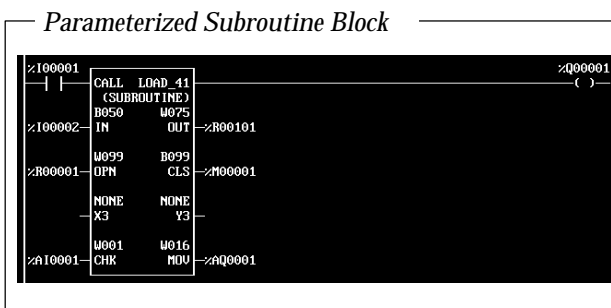 Parameterized Subroutine Block
%I00001 %Q00001
CALL LOAD_41
(SUBROUTINE)
B050 W075
%I00002 IN OUT %R00101
W099 B099
%R00001 OPN CLS %M00001
NONE NONE
X3 Y3
W001 W016
%AI0001 CHK MOV %AQ0001